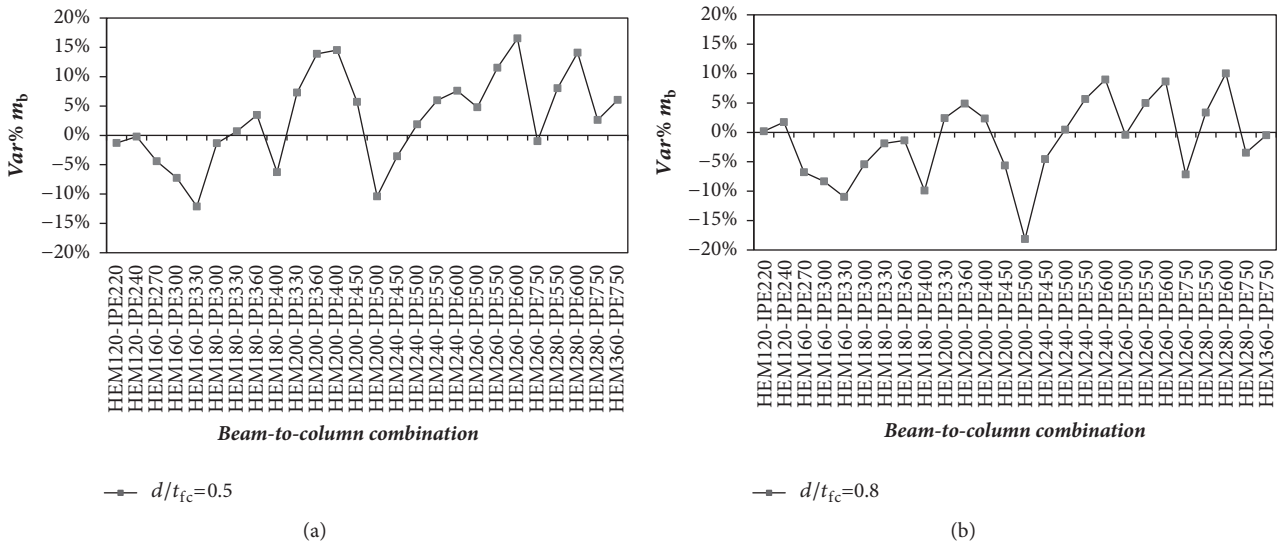 20%
15%
10%
5%
0%
−5%
−10%
−15%
−20%
Var% mb
HEM120-IPE220
HEM120-IPE240
HEM160-IPE270
HEM160-IPE300
HEM160-IPE330
HEM180-IPE300
HEM180-IPE330
HEM180-IPE360
HEM180-IPE400
HEM200-IPE330
HEM200-IPE360
HEM200-IPE400
HEM200-IPE450
HEM200-IPE500
HEM240-IPE450
HEM240-IPE500
HEM240-IPE550
HEM240-IPE600
HEM260-IPE500
HEM260-IPE550
HEM260-IPE600
HEM260-IPE750
HEM280-IPE550
HEM280-IPE600
HEM280-IPE750
HEM360-IPE750
Beam-to-column combination
d/tfc=0.5
(a)
20%
15%
10%
5%
0%
−5%
−10%
−15%
−20%
Var% mb
HEM120-IPE220
HEM120-IPE240
HEM160-IPE270
HEM160-IPE300
HEM160-IPE330
HEM180-IPE300
HEM180-IPE330
HEM180-IPE360
HEM180-IPE400
HEM200-IPE330
HEM200-IPE360
HEM200-IPE400
HEM200-IPE450
HEM200-IPE500
HEM240-IPE450
HEM240-IPE500
HEM240-IPE550
HEM240-IPE600
HEM260-IPE500
HEM260-IPE550
HEM260-IPE600
HEM260-IPE750
HEM280-IPE550
HEM280-IPE600
HEM280-IPE750
HEM360-IPE750
Beam-to-column combination
d/tfc=0.8
(b)